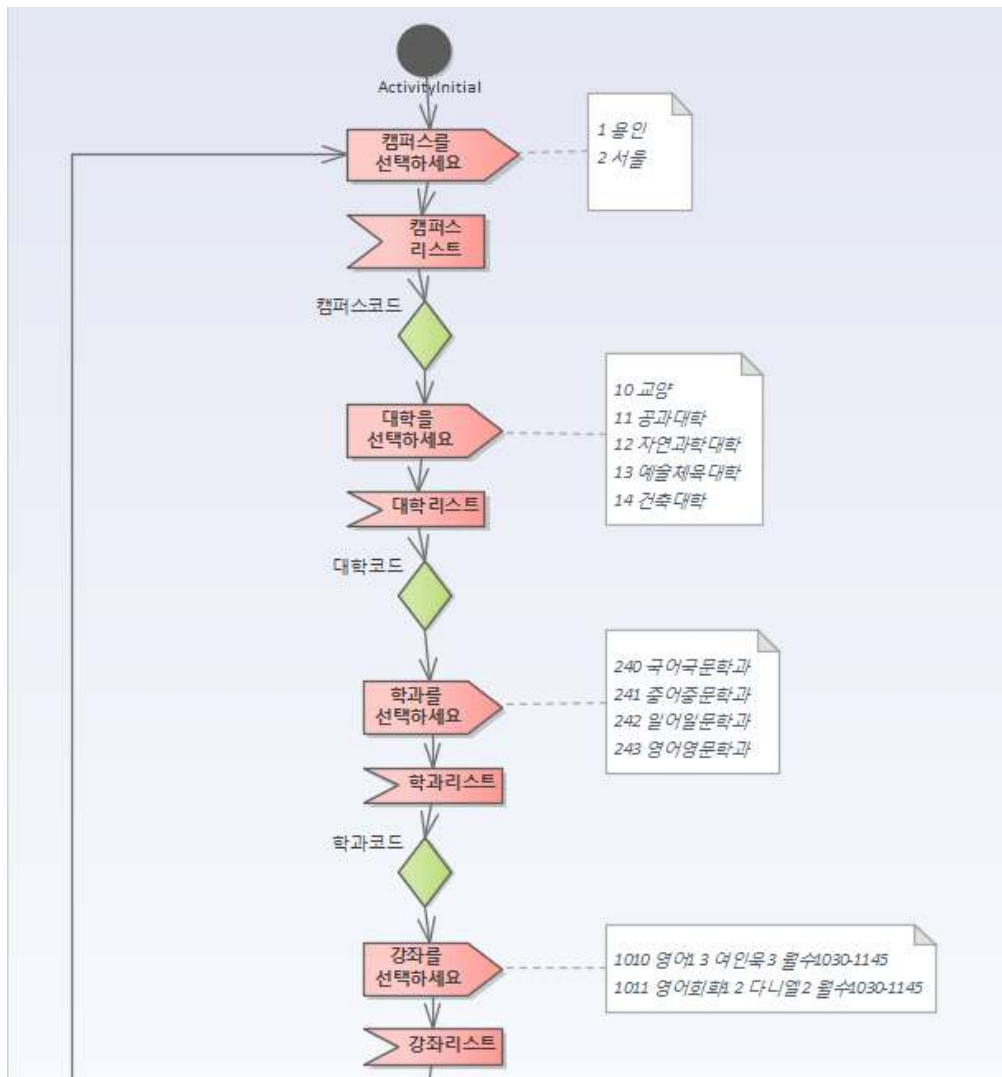 ActivityInitial
캠퍼스를
선택하세요
1 용인
2 서울
캠퍼스
리스트
캠퍼스코드
대학을
선택하세요
10 교양
11 공과대학
12 자연과학대학
13 예술체육대학
14 건축대학
대학리스트
대학코드
학과를
선택하세요
240 국어국문학과
241 중어중문학과
242 일어일문학과
243 영어영문학과
학과리스트
학과코드
강좌를
선택하세요
1010 영어1 3 여인욱 3 월수1030-1145
1011 영어회화1 2 다니엘 2 월수1030-1145
강좌리스트